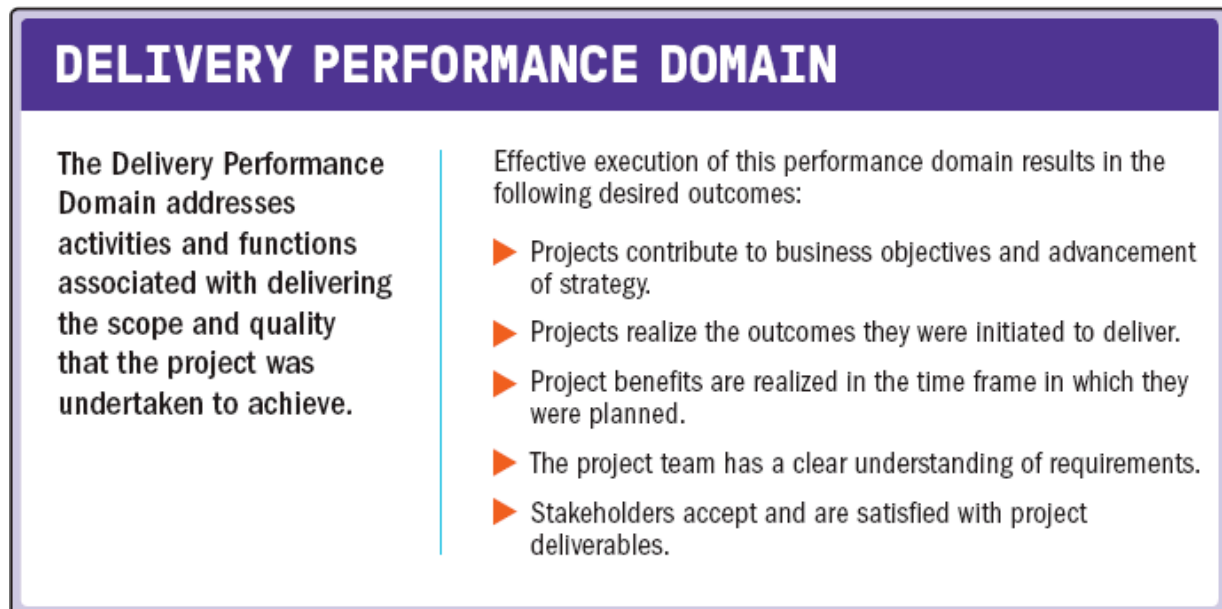 DELIVERY PERFORMANCE DOMAIN
The Delivery Performance
Domain addresses
activities and functions
associated with delivering
the scope and quality
that the project was
undertaken to achieve.
Effective execution of this performance domain results in the
following desired outcomes:
Projects contribute to business objectives and advancement
of strategy.
Projects realize the outcomes they were initiated to deliver.
Project benefits are realized in the time frame in which they
were planned.
The project team has a clear understanding of requirements.
Stakeholders accept and are satisfied with project
deliverables.